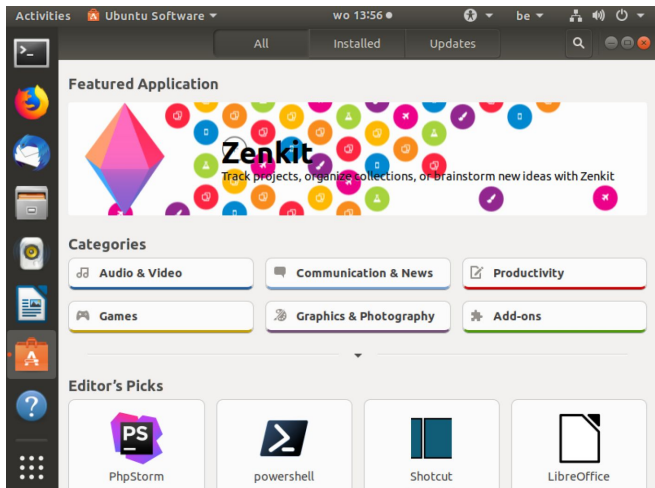 Activities Ubuntu Software wo 13:56 be
All Installed Updates
Featured Application
Zenkit
Track projects, organize collections, or brainstorm new ideas with Zenkit
Categories
Audio & Video Communication & News Productivity
Games Graphics & Photography Add-ons
Editor's Picks
PS
PhpStorm powershell Shotcut LibreOffice